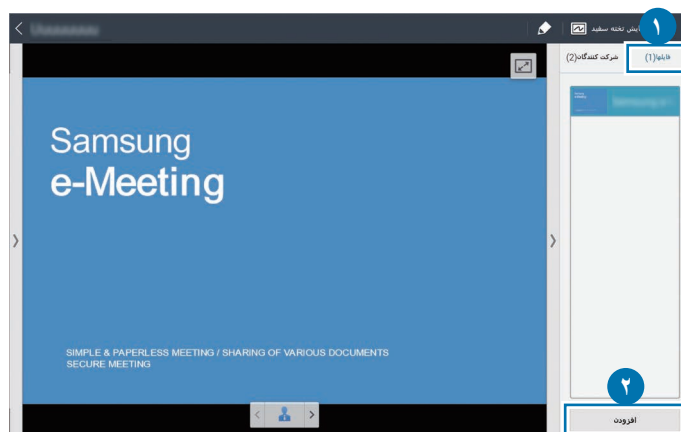 نمایش تخته سفید
۱
فایلها(1)
شرکت کنندگان(2)
Samsung
e-Meeting
SIMPLE & PAPERLESS MEETING / SHARING OF VARIOUS DOCUMENTS
SECURE MEETING
۲
افزودن